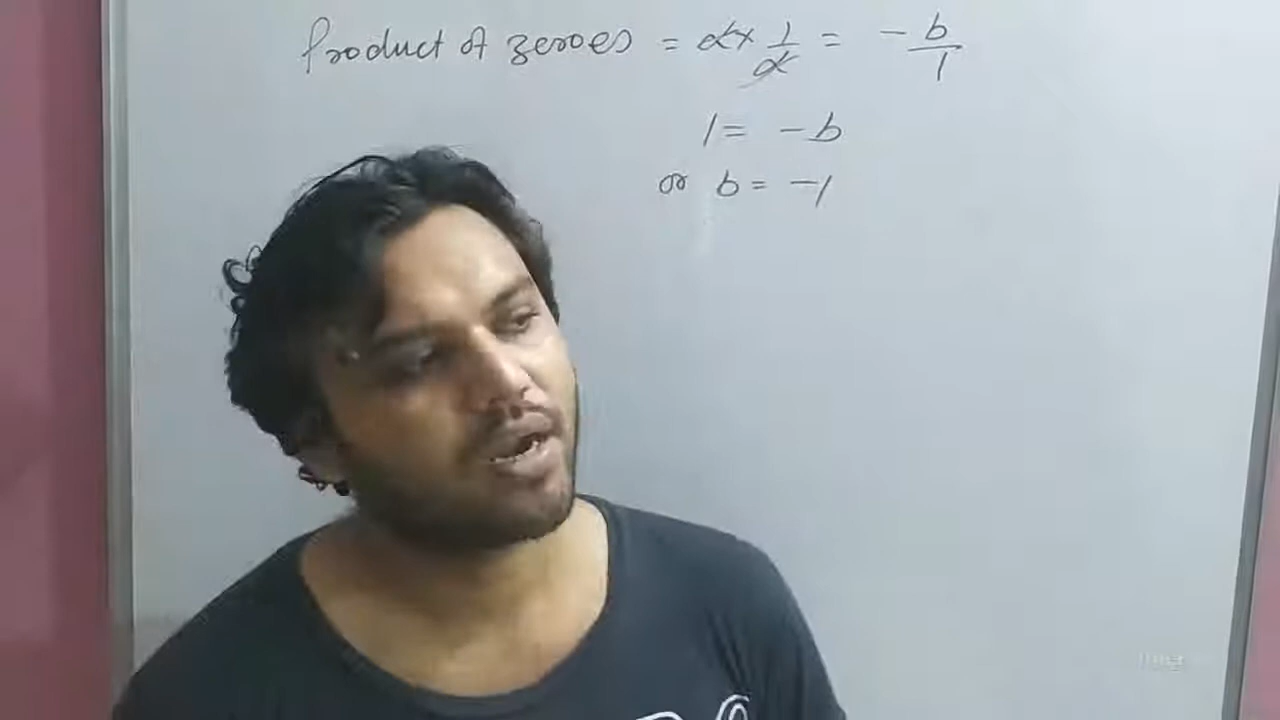 Product of zeroes = α × 1/α = - b/1
1 = - b
or b = -1